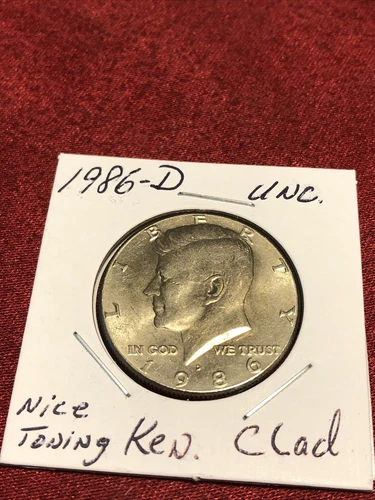 1986-D UNC.
LIBERTY
IN GOD WE TRUST
D
1986
Nice
Toning Ken. Clad